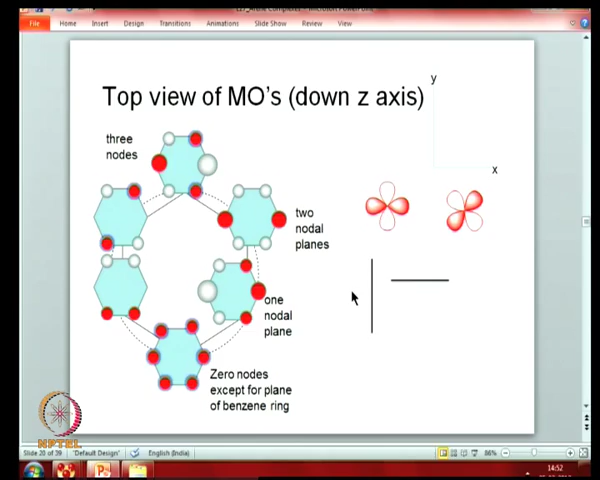 File Home Insert Design Transitions Animations Slide Show Review View
Top view of MO's (down z axis)
y
x
three
nodes
two
nodal
planes
one
nodal
plane
Zero nodes
except for plane
of benzene ring
NPTEL
Slide 20 of 39 "Default Design" English (India) 86%
14:52